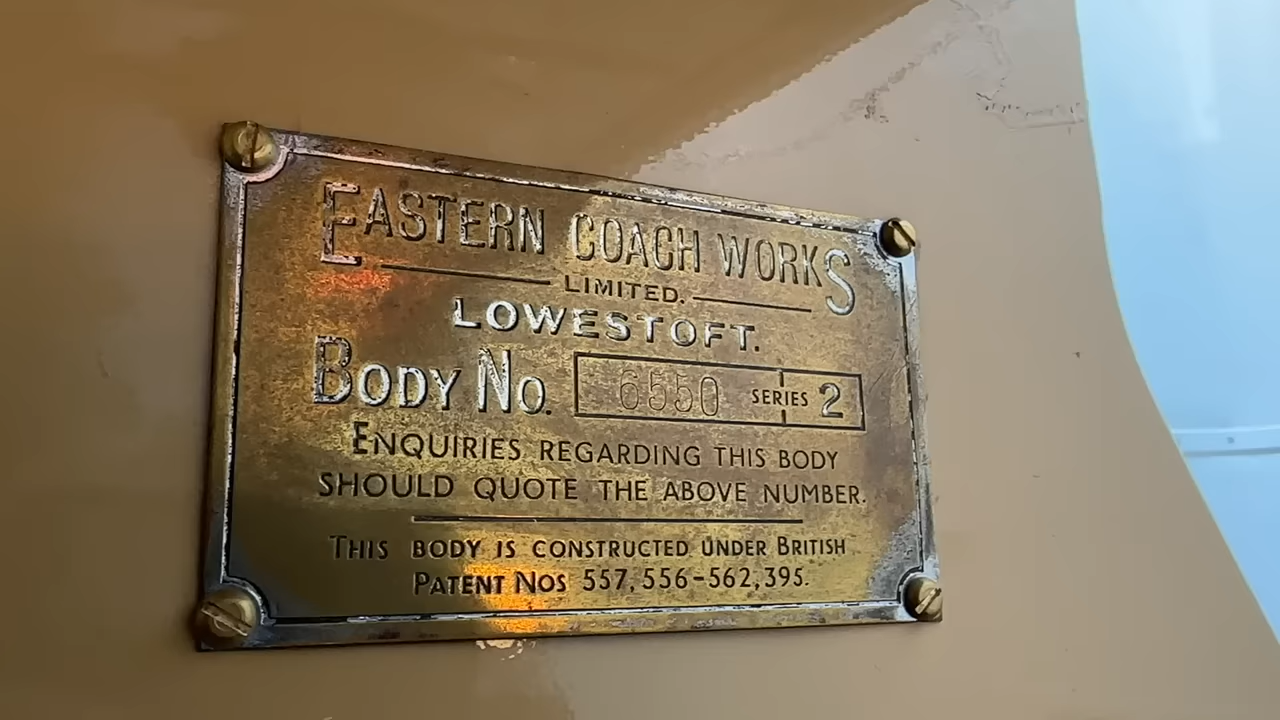 EASTERN COACH WORKS
LIMITED.
LOWESTOFT.
BODY NO. 6550 SERIES 2
ENQUIRIES REGARDING THIS BODY
SHOULD QUOTE THE ABOVE NUMBER.
THIS BODY IS CONSTRUCTED UNDER BRITISH
PATENT NOS 557,556-562,395.